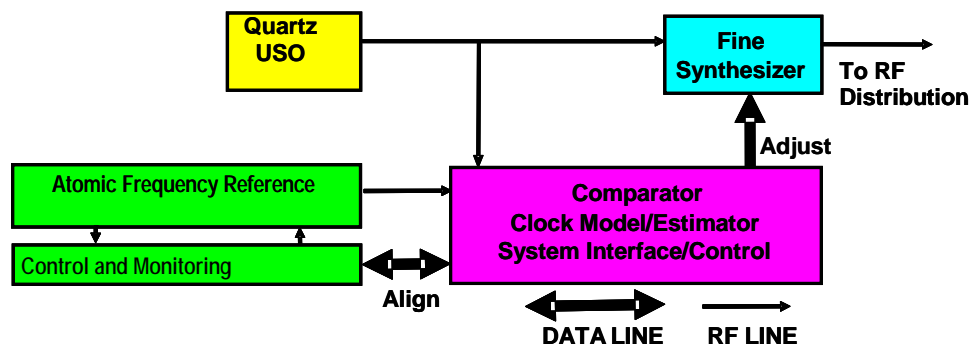 Quartz
USO
Fine
Synthesizer
To RF
Distribution
Adjust
Atomic Frequency Reference
Comparator
Clock Model/Estimator
System Interface/Control
Control and Monitoring
Align
DATA LINE
RF LINE